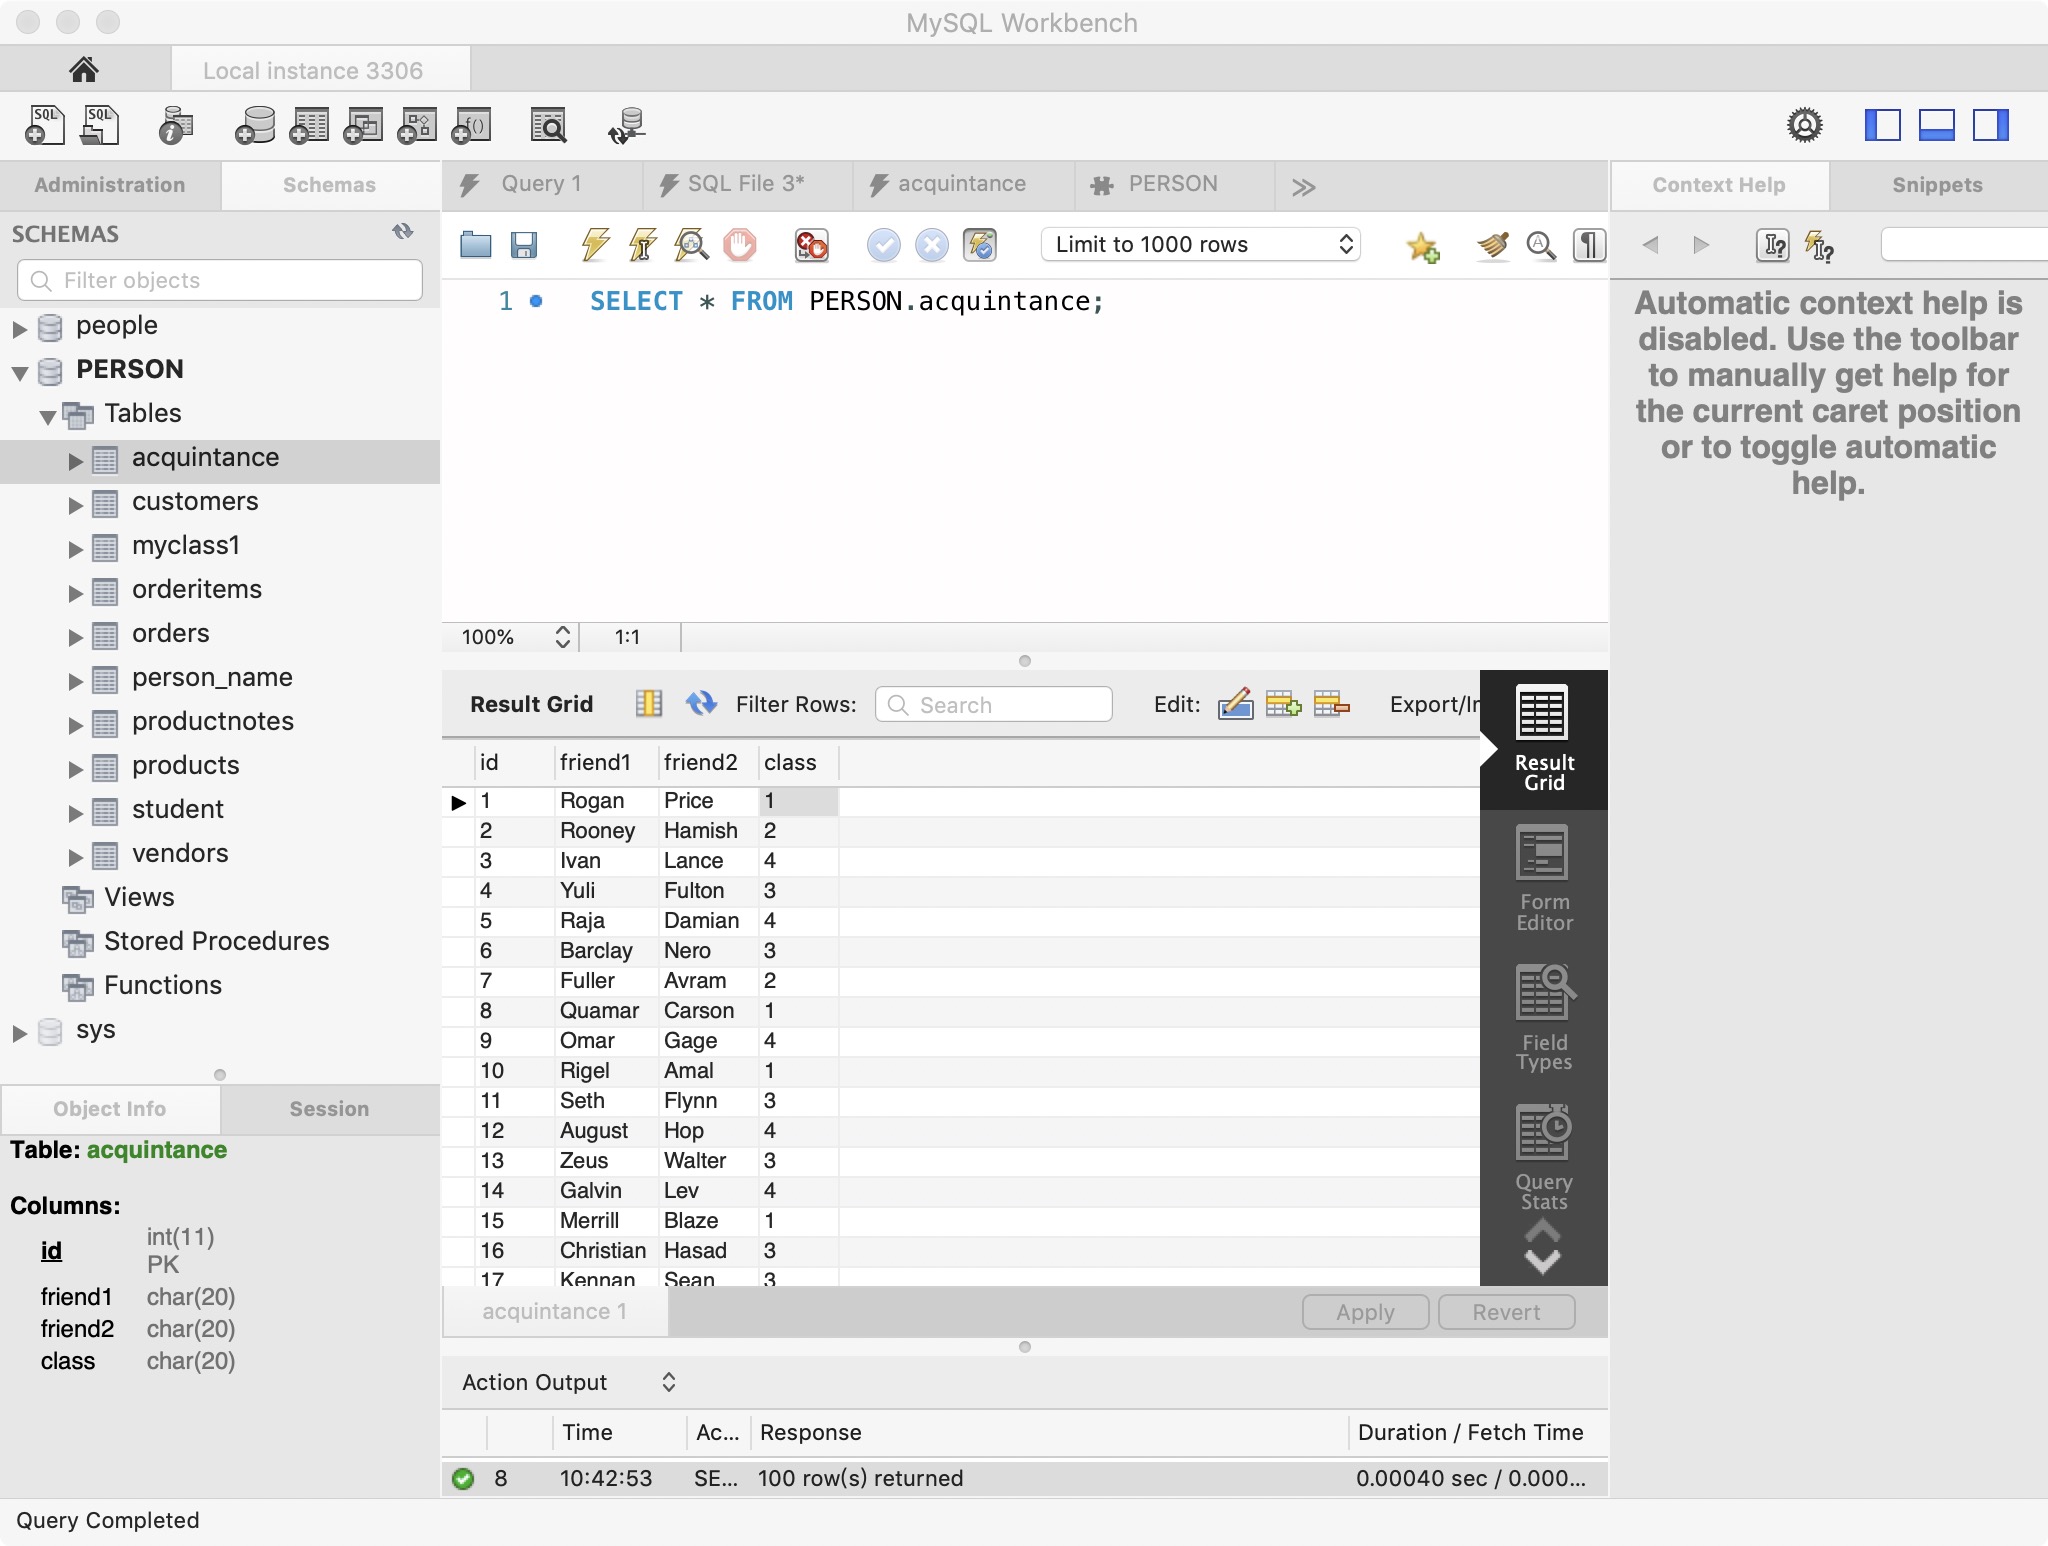 MySQL Workbench
Local instance 3306
Administration
Schemas
Query 1
SQL File 3*
acquintance
PERSON
Context Help
Snippets
SCHEMAS
Filter objects
Limit to 1000 rows
people
PERSON
Tables
acquintance
customers
myclass1
orderitems
orders
person_name
productnotes
products
student
vendors
Views
Stored Procedures
Functions
sys
1 SELECT * FROM PERSON.acquintance;
Automatic context help is
disabled. Use the toolbar
to manually get help for
the current caret position
or to toggle automatic
help.
100% 1:1
Result Grid Filter Rows: Search Edit: Export/Ir
id friend1 friend2 class
1 Rogan Price 1
2 Rooney Hamish 2
3 Ivan Lance 4
4 Yuli Fulton 3
5 Raja Damian 4
6 Barclay Nero 3
7 Fuller Avram 2
8 Quamar Carson 1
9 Omar Gage 4
10 Rigel Amal 1
11 Seth Flynn 3
12 August Hop 4
13 Zeus Walter 3
14 Galvin Lev 4
15 Merrill Blaze 1
16 Christian Hasad 3
17 Kennan Sean 3
Result
Grid
Form
Editor
Field
Types
Query
Stats
Object Info
Session
Table: acquintance
Columns:
id int(11)
PK
friend1 char(20)
friend2 char(20)
class char(20)
acquintance 1
Apply
Revert
Action Output
Time Ac... Response Duration / Fetch Time
8 10:42:53 SE... 100 row(s) returned 0.00040 sec / 0.000...
Query Completed